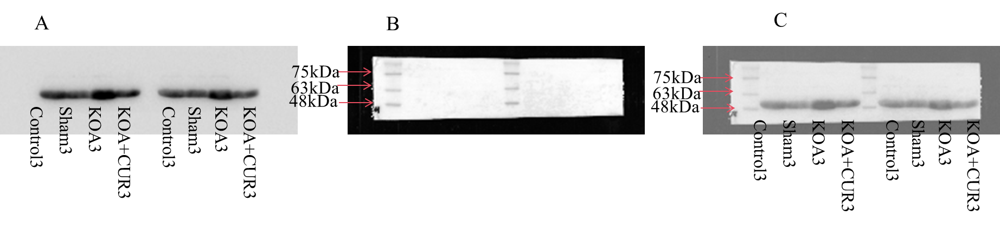 A
B
C
75kDa
63kDa
48kDa
75kDa
63kDa
48kDa
Control3
Sham3
KOA3
KOA+CUR3
Control3
Sham3
KOA3
KOA+CUR3
Control3
Sham3
KOA3
KOA+CUR3
Control3
Sham3
KOA3
KOA+CUR3